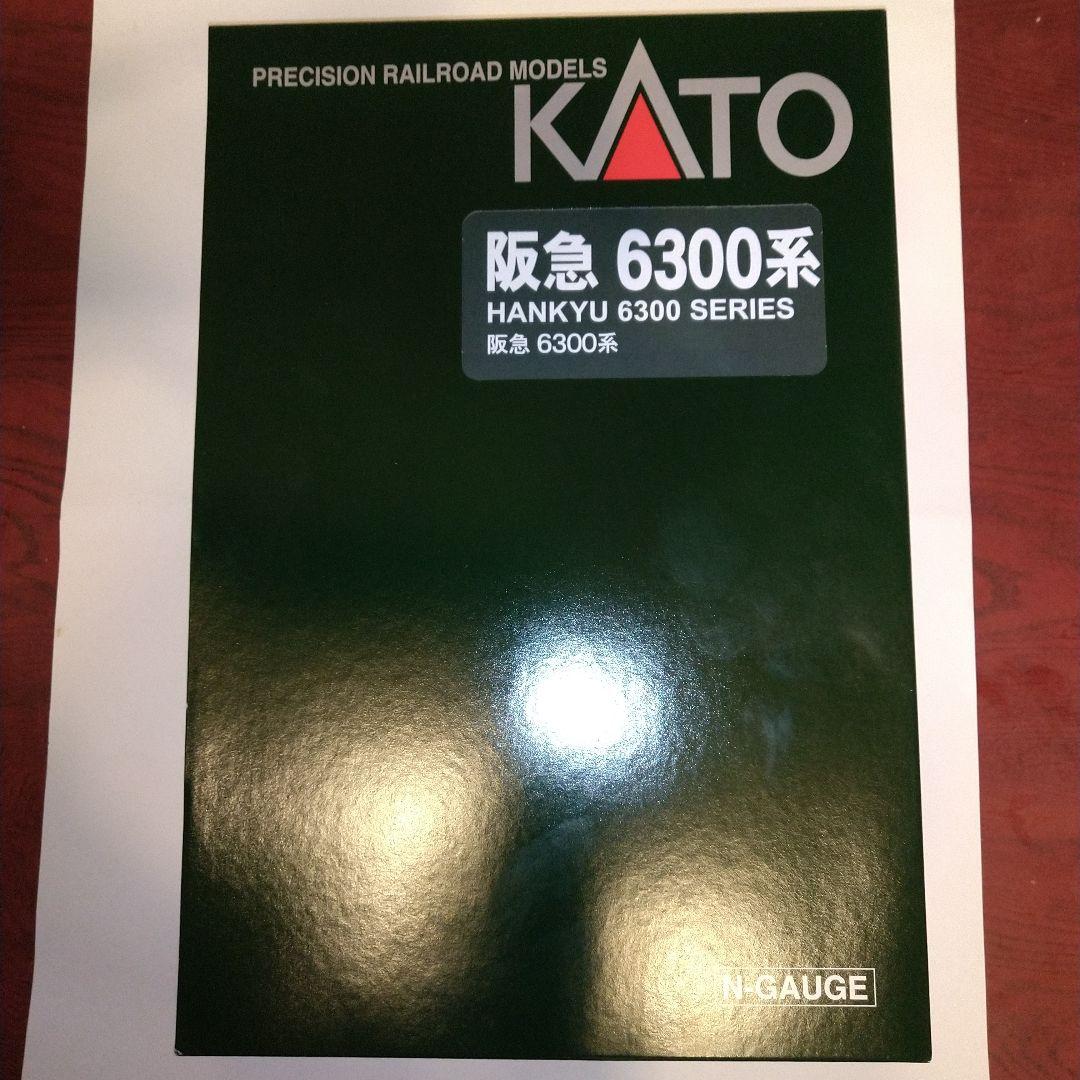 PRECISION RAILROAD MODELS
KATO
阪急 6300系
HANKYU 6300 SERIES
阪急 6300系
N-GAUGE